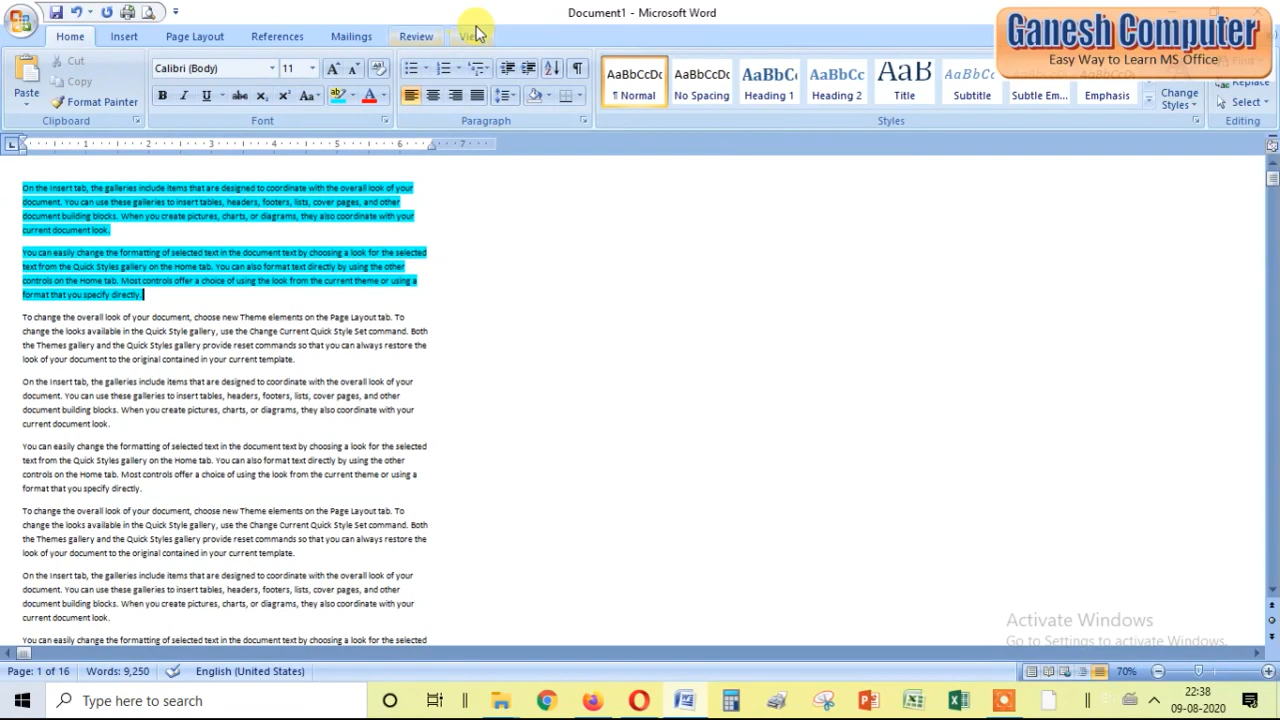 Document1 - Microsoft Word
Ganesh Computer
Easy Way to Learn MS Office
Home Insert Page Layout References Mailings Review View
Paste
Cut
Copy
Format Painter
Clipboard
Calibri (Body) 11
B I U abc X₂ X² Aa
Font
Paragraph
AaBbCcDc AaBbCcDc AaBbC AaBbCc AaB AaBbCc AaBbCcDc AaBbCcDc
¶ Normal No Spacing Heading 1 Heading 2 Title Subtitle Subtle Em... Emphasis
Change
Styles
Styles
Replace
Select
Editing
1 2 3 4 5 6 7
On the Insert tab, the galleries include items that are designed to coordinate with the overall look of your
document. You can use these galleries to insert tables, headers, footers, lists, cover pages, and other
document building blocks. When you create pictures, charts, or diagrams, they also coordinate with your
current document look.
You can easily change the formatting of selected text in the document text by choosing a look for the selected
text from the Quick Styles gallery on the Home tab. You can also format text directly by using the other
controls on the Home tab. Most controls offer a choice of using the look from the current theme or using a
format that you specify directly.
To change the overall look of your document, choose new Theme elements on the Page Layout tab. To
change the looks available in the Quick Style gallery, use the Change Current Quick Style Set command. Both
the Themes gallery and the Quick Styles gallery provide reset commands so that you can always restore the
look of your document to the original contained in your current template.
On the Insert tab, the galleries include items that are designed to coordinate with the overall look of your
document. You can use these galleries to insert tables, headers, footers, lists, cover pages, and other
document building blocks. When you create pictures, charts, or diagrams, they also coordinate with your
current document look.
You can easily change the formatting of selected text in the document text by choosing a look for the selected
text from the Quick Styles gallery on the Home tab. You can also format text directly by using the other
controls on the Home tab. Most controls offer a choice of using the look from the current theme or using a
format that you specify directly.
To change the overall look of your document, choose new Theme elements on the Page Layout tab. To
change the looks available in the Quick Style gallery, use the Change Current Quick Style Set command. Both
the Themes gallery and the Quick Styles gallery provide reset commands so that you can always restore the
look of your document to the original contained in your current template.
On the Insert tab, the galleries include items that are designed to coordinate with the overall look of your
document. You can use these galleries to insert tables, headers, footers, lists, cover pages, and other
document building blocks. When you create pictures, charts, or diagrams, they also coordinate with your
current document look.
You can easily change the formatting of selected text in the document text by choosing a look for the selected
Activate Windows
Go to Settings to activate Windows.
Page: 1 of 16 Words: 9,250 English (United States) 70%
Type here to search
22:38
09-08-2020